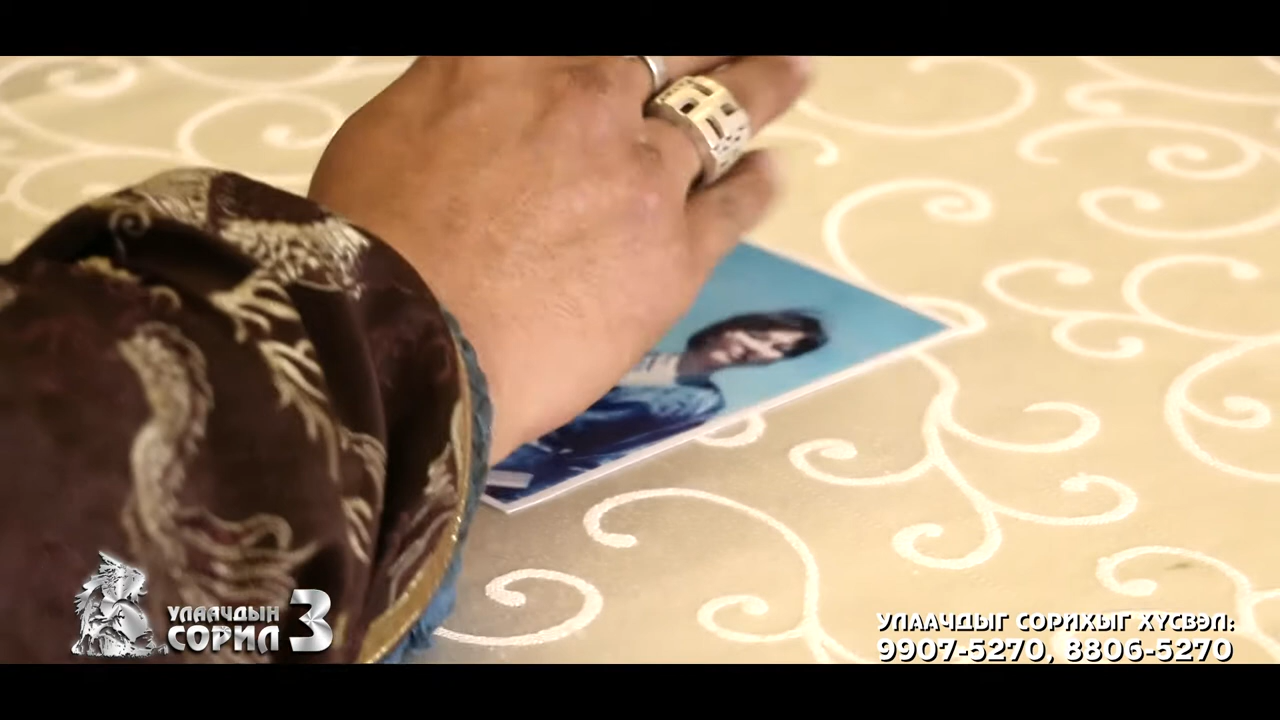 УЛААЧДЫН
СОРИЛ 3
УЛААЧДЫГ СОРИХЫГ ХҮСВЭЛ:
9907-5270, 8806-5270